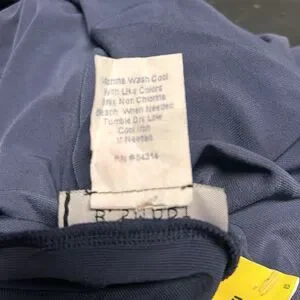 Machine Wash Cool
With Like Colors
Only Non Chlorine
Bleach When Needed
Tumble Dry Low
Cool Iron
If Needed
RN #54214